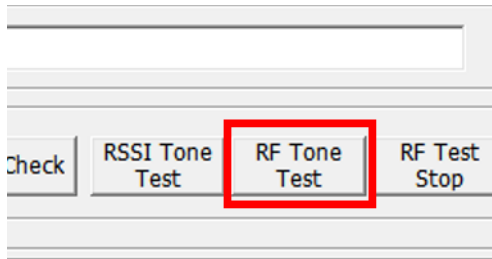 Check
RSSI Tone
Test
RF Tone
Test
RF Test
Stop